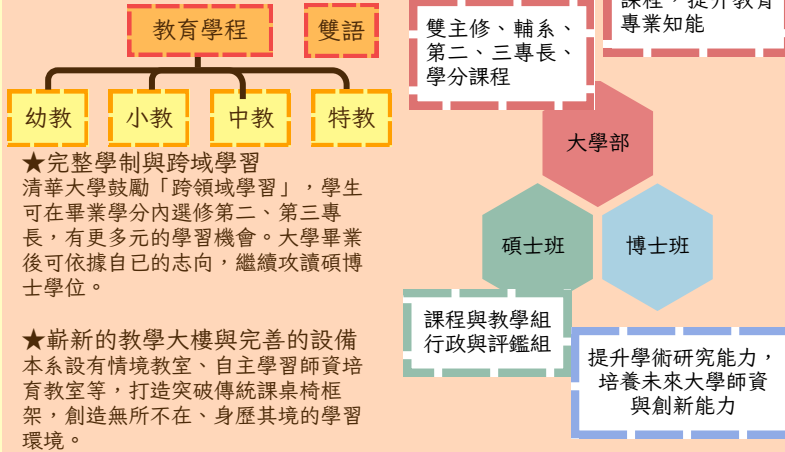 教育學程
雙語
幼教
小教
中教
特教
★完整學制與跨域學習
清華大學鼓勵「跨領域學習」，學生
可在畢業學分內選修第二、第三專
長，有更多元的學習機會。大學畢業
後可依據自已的志向，繼續攻讀碩博
士學位。
★嶄新的教學大樓與完善的設備
本系設有情境教室、自主學習師資培
育教室等，打造突破傳統課桌椅框
架，創造無所不在、身歷其境的學習
環境。
雙主修、輔系、
第二、三專長、
學分課程
課程，提升教育
專業知能
大學部
碩士班
博士班
課程與教學組
行政與評鑑組
提升學術研究能力，
培養未來大學師資
與創新能力